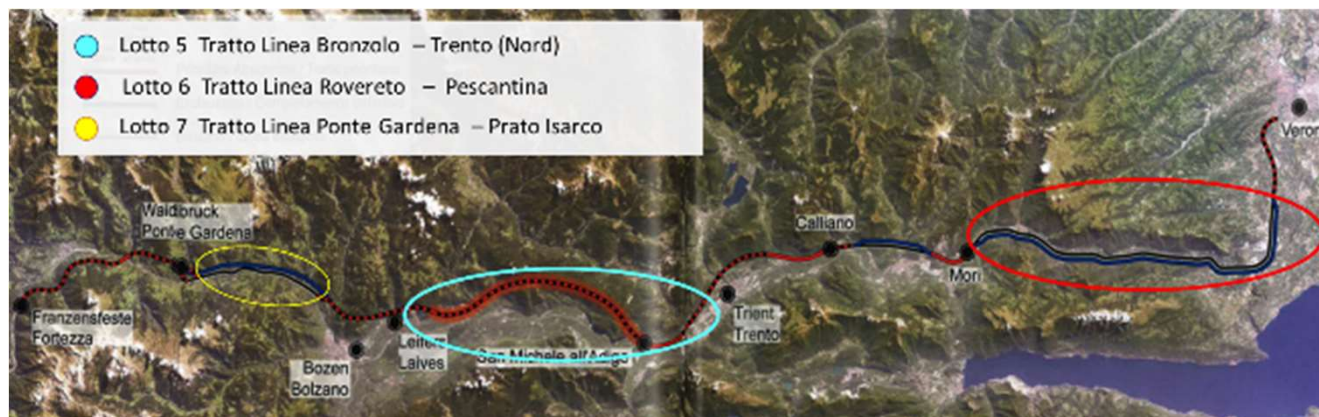 Lotto 5 Tratto Linea Bronzolo – Trento (Nord)
Lotto 6 Tratto Linea Rovereto – Pescantina
Lotto 7 Tratto Linea Ponte Gardena – Prato Isarco
Veron
Waidbruck
Ponte Gardena
Calliano
Mori
Franzensfeste
Fortezza
Leifers
Laives
San Michele all'Adige
Trient
Trento
Bozen
Bolzano